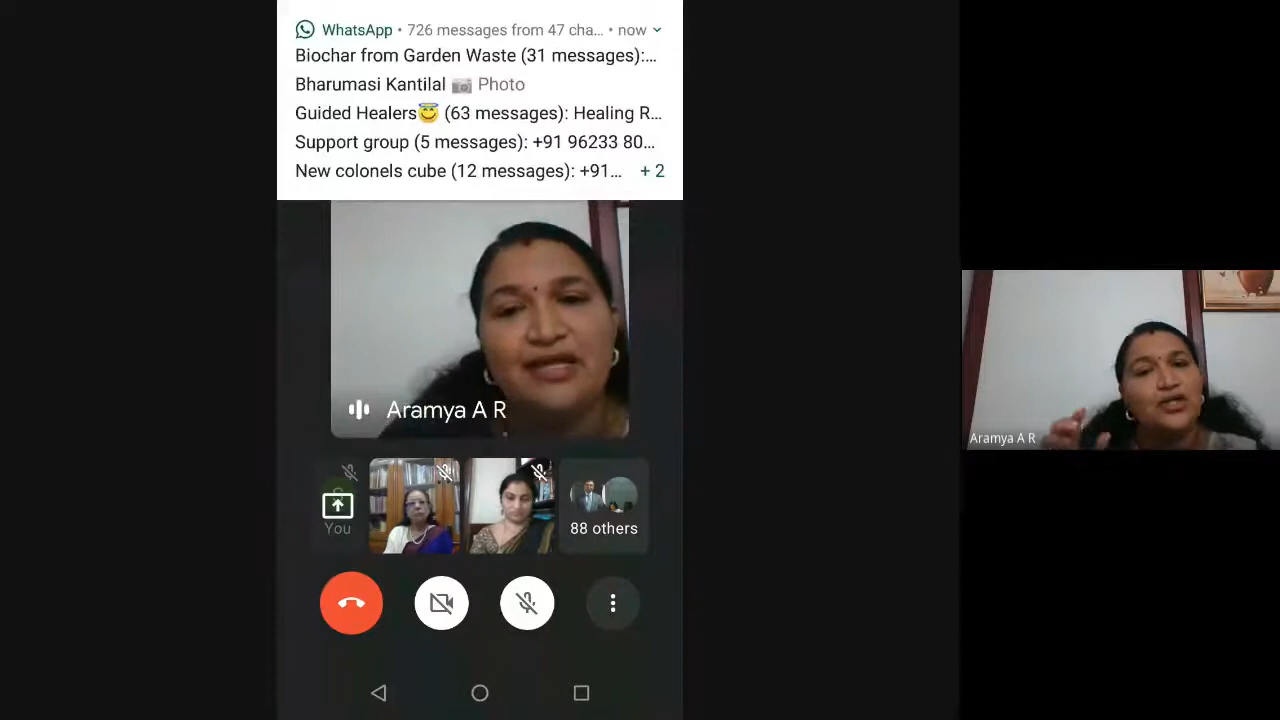 WhatsApp • 726 messages from 47 cha... • now
Biochar from Garden Waste (31 messages):...
Bharumasi Kantilal 📷 Photo
Guided Healers😇 (63 messages): Healing R...
Support group (5 messages): +91 96233 80...
New colonels cube (12 messages): +91... + 2
Aramya A R
You
88 others
Aramya A R